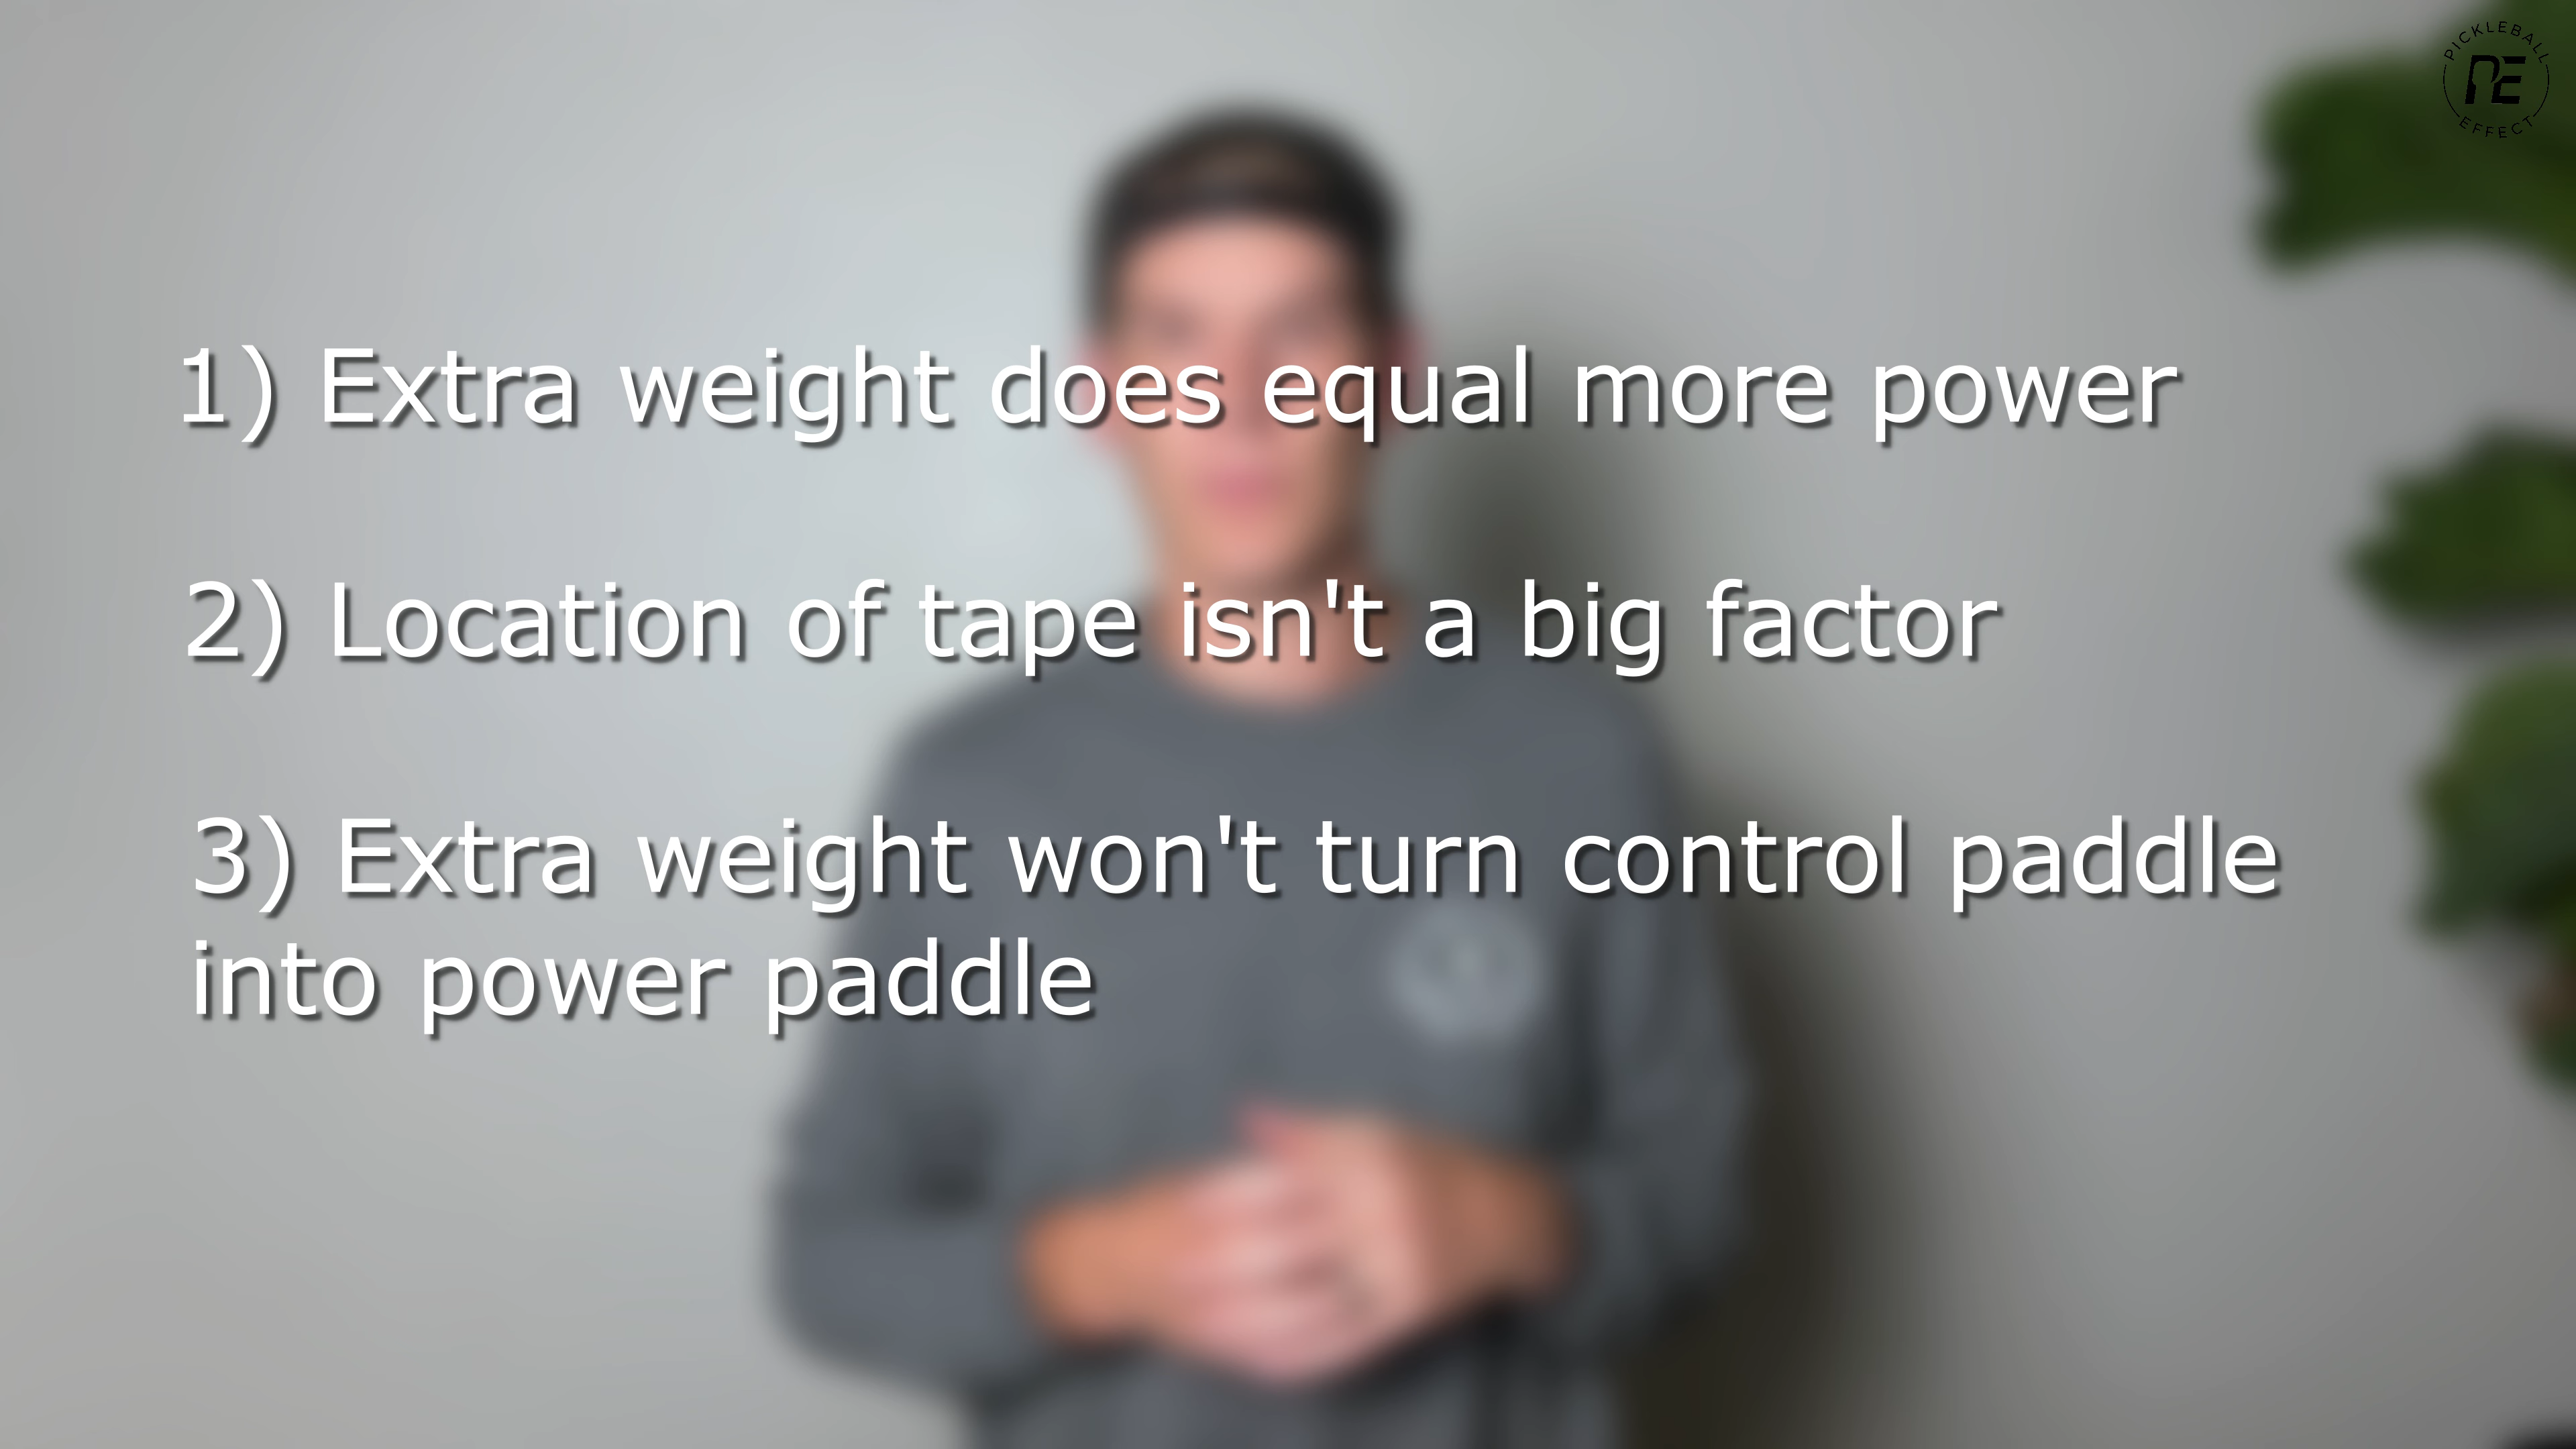 PICKLEBALL
PE
EFFECT
1) Extra weight does equal more power
2) Location of tape isn't a big factor
3) Extra weight won't turn control paddle
into power paddle